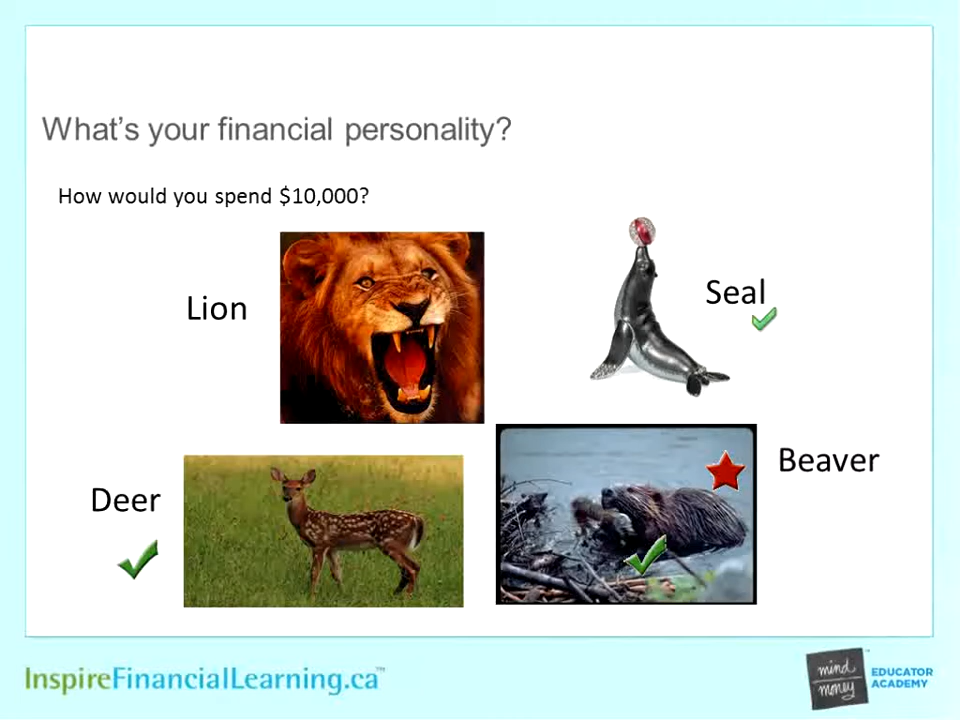 What's your financial personality?
How would you spend $10,000?
Lion
Seal
Beaver
Deer
InspireFinancialLearning.ca™
mind
money
EDUCATOR
ACADEMY